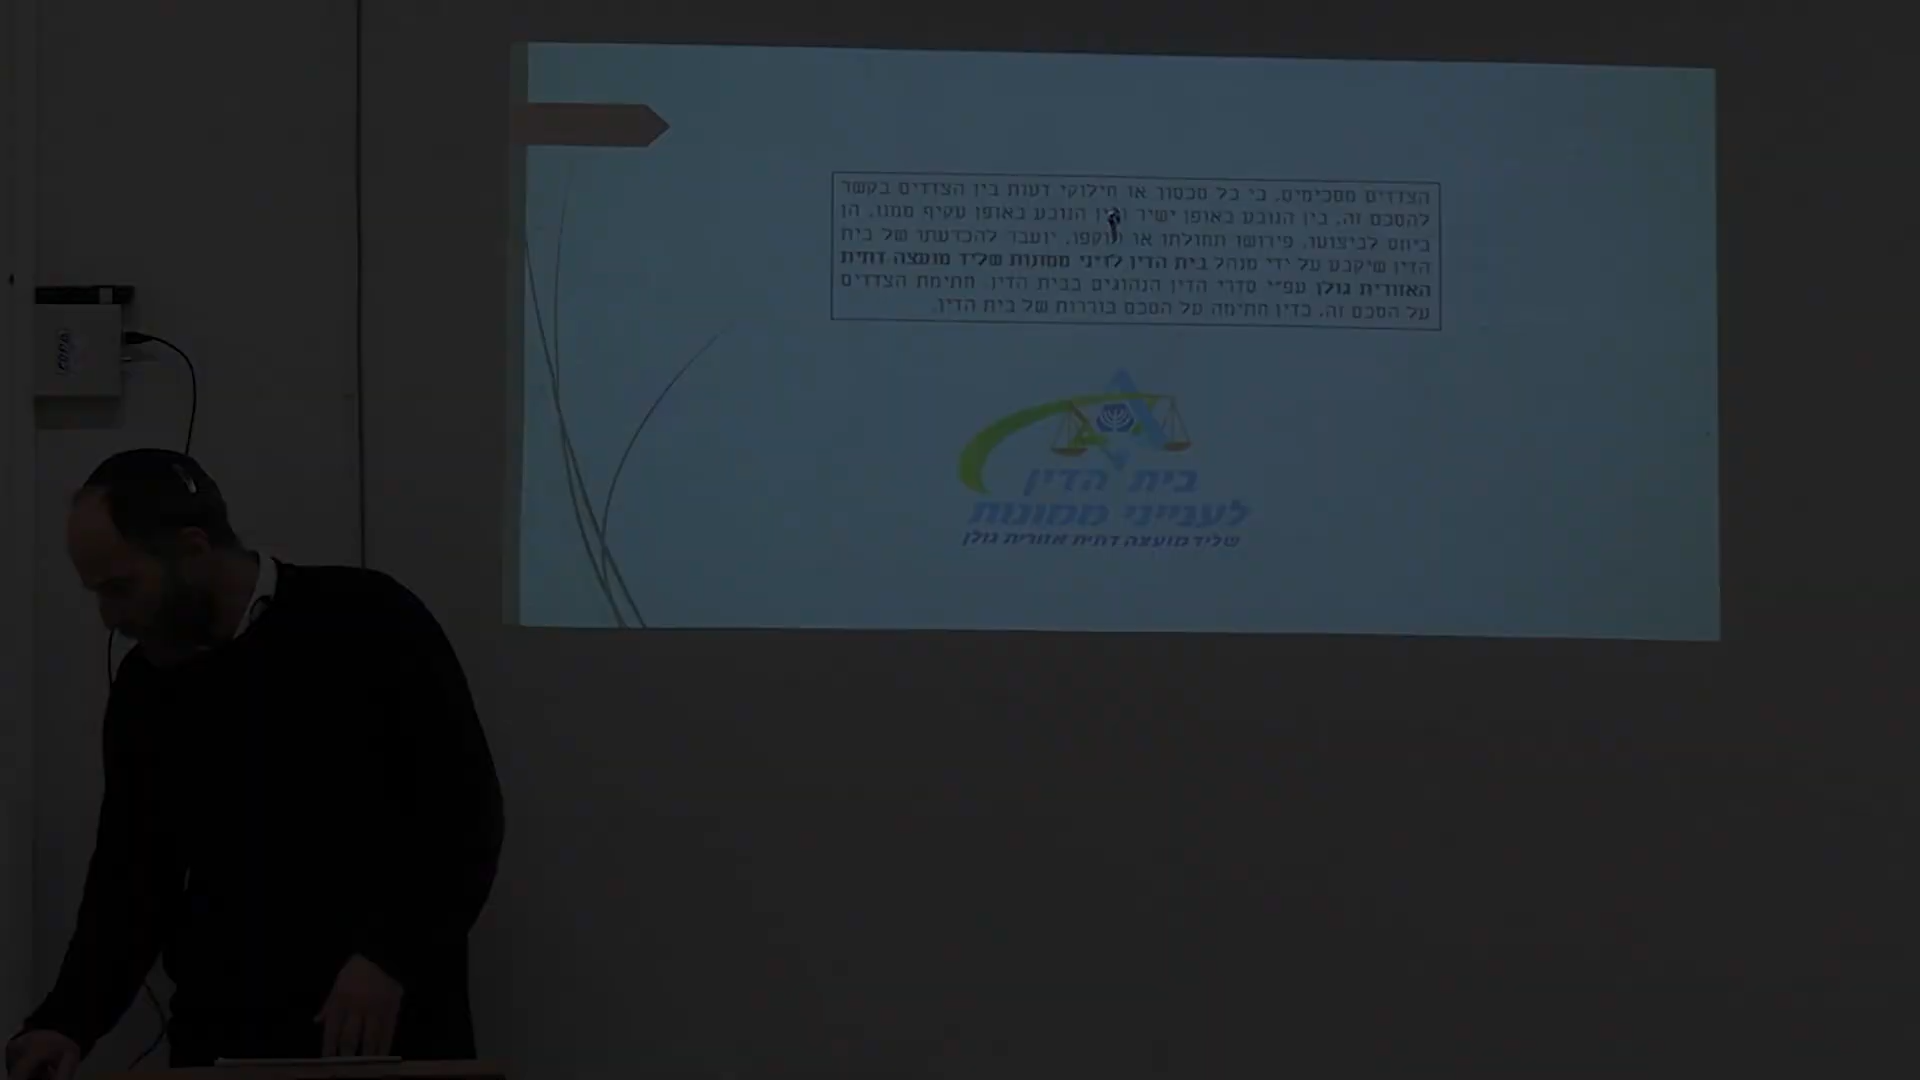 הצדדים מסכימים, כי כל סכסוך או חילוקי דעות בין הצדדים בקשר
להסכם זה, בין הנובע באופן ישיר ובין הנובע באופן עקיף ממנו, הן
ביחס לביצועו, פירושו תחולתו או תוקפו, יועבר להכרעתו של בית
הדין שיקבע על ידי מנהל בית הדין לדיני ממונות שליד מועצה דתית
האזורית גולן עפ״י סדרי הדין הנהוגים בבית הדין. חתימת הצדדים
על הסכם זה, כדין חתימה על הסכם בוררות של בית הדין.
בית הדין
לענייני ממונות
שליד מועצה דתית אזורית גולן